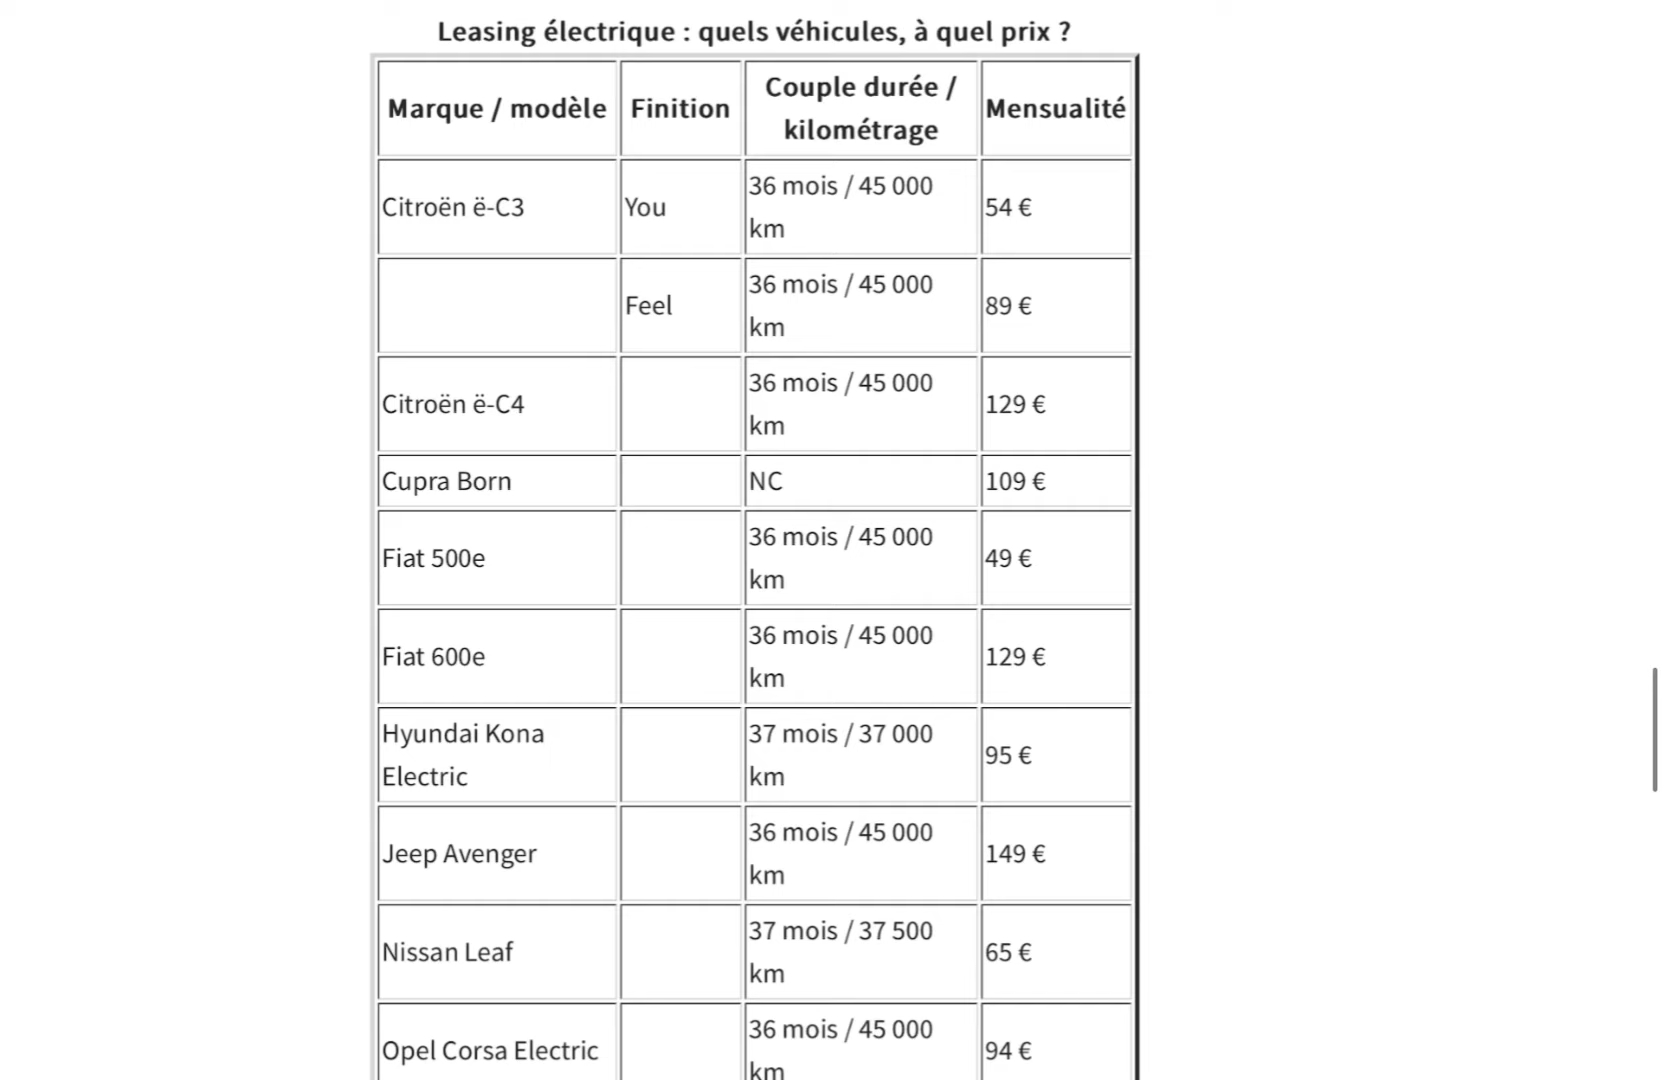 Leasing électrique : quels véhicules, à quel prix ?
Marque / modèle
Finition
Couple durée /
kilométrage
Mensualité
Citroën ë-C3
You
36 mois / 45 000
km
54 €
Feel
36 mois / 45 000
km
89 €
Citroën ë-C4
36 mois / 45 000
km
129 €
Cupra Born
NC
109 €
Fiat 500e
36 mois / 45 000
km
49 €
Fiat 600e
36 mois / 45 000
km
129 €
Hyundai Kona
Electric
37 mois / 37 000
km
95 €
Jeep Avenger
36 mois / 45 000
km
149 €
Nissan Leaf
37 mois / 37 500
km
65 €
Opel Corsa Electric
36 mois / 45 000
km
94 €